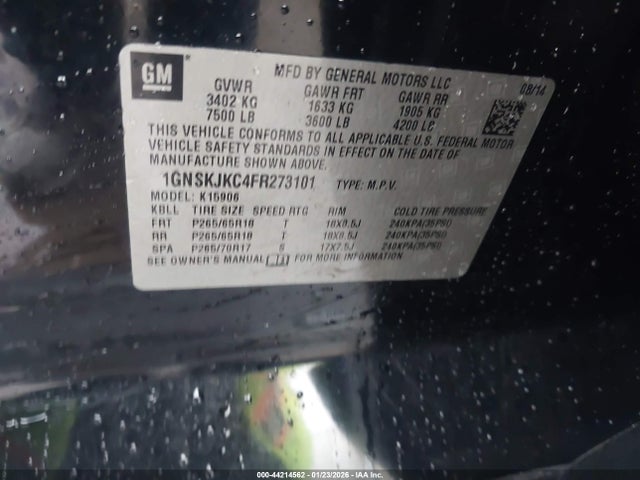 GM
MFD BY GENERAL MOTORS LLC
08/14
GVWR GAWR FRT GAWR RR
3402 KG 1633 KG 1905 KG
7500 LB 3600 LB 4200 LB
THIS VEHICLE CONFORMS TO ALL APPLICABLE U.S. FEDERAL MOTOR
VEHICLE SAFETY STANDARDS IN EFFECT ON THE DATE OF
MANUFACTURE SHOWN ABOVE.
1GNSKJKC4FR273101 TYPE: M.P.V.
MODEL: K15906
KBLL TIRE SIZE SPEED RTG RIM COLD TIRE PRESSURE
FRT P265/65R18 T 18X8.5J 240KPA(35PSI)
RR P265/65R18 T 18X8.5J 240KPA(35PSI)
SPA P265/70R17 S 17X7.5J 240KPA(35PSI)
SEE OWNER'S MANUAL FOR MORE INFORMATION
000-44214562 | 01/23/2026 - COPYRIGHT IAA, LLC